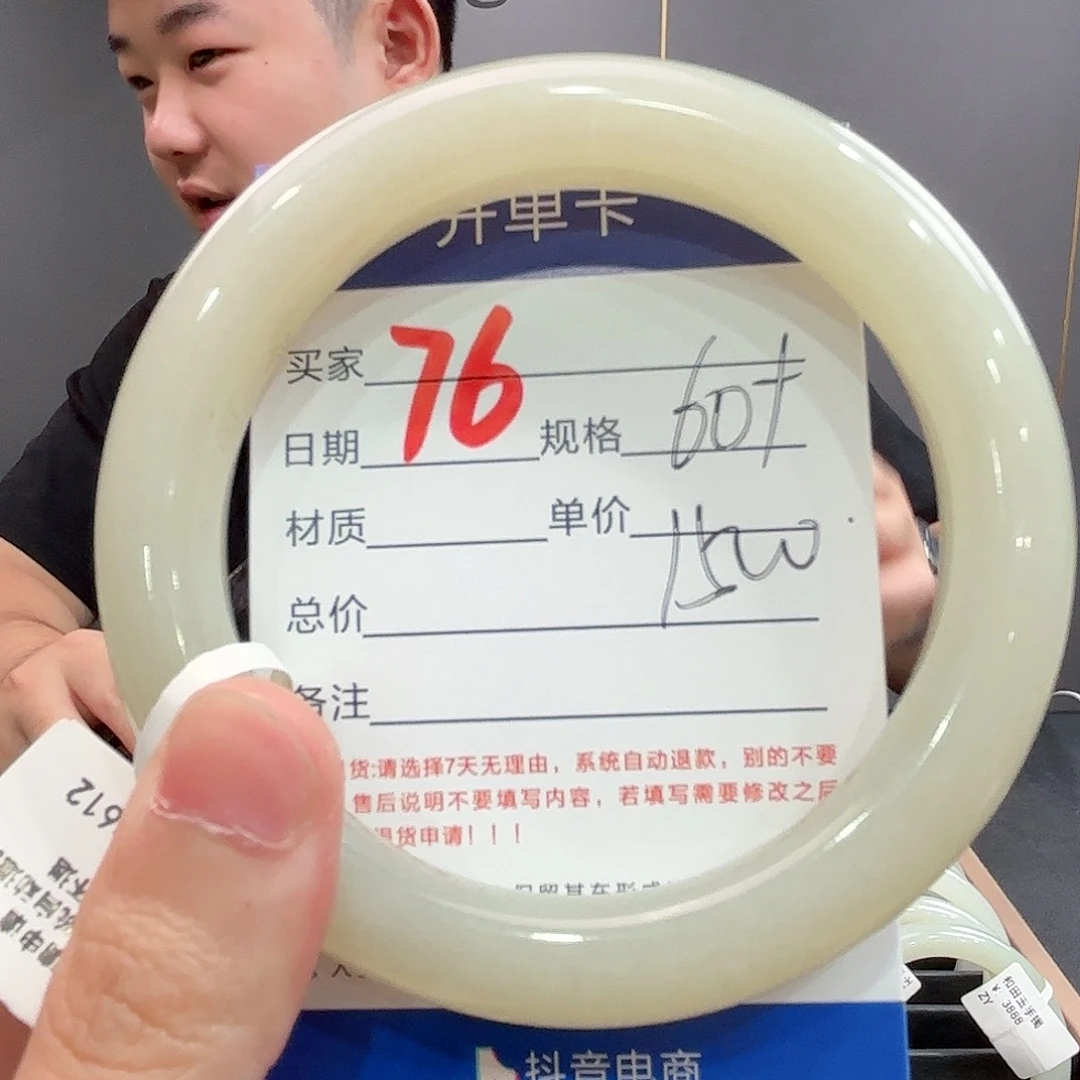 开单卡
买家 76
日期 规格 60+
材质 单价 1500
总价
备注
货:请选择7天无理由，系统自动退款，别的不要
售后说明不要填写内容，若填写需要修改之后
退货申请！！！
抖音电商
612
不退
和田玉手镯
¥ 3888
ZY